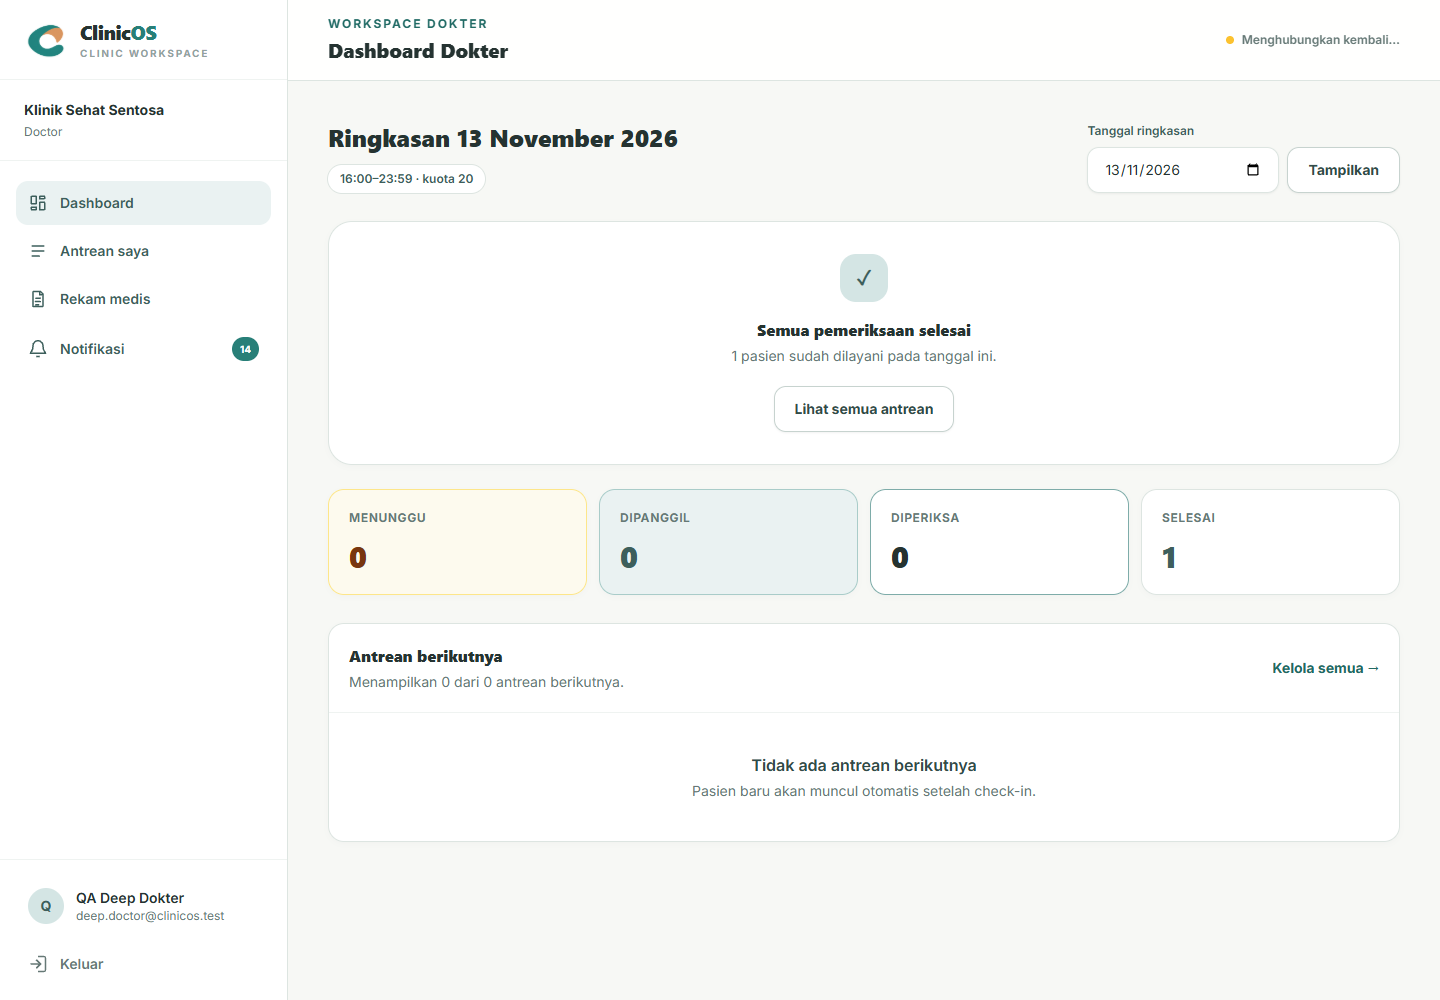 ClinicOS
CLINIC WORKSPACE
Klinik Sehat Sentosa
Doctor
Dashboard
Antrean saya
Rekam medis
Notifikasi
14
QA Deep Dokter
Q
deep.doctor@clinicos.test
Keluar
WORKSPACE DOKTER
Dashboard Dokter
Menghubungkan kembali...
Ringkasan 13 November 2026
16:00–23:59 · kuota 20
Tanggal ringkasan
13/11/2026
Tampilkan
✓
Semua pemeriksaan selesai
1 pasien sudah dilayani pada tanggal ini.
Lihat semua antrean
MENUNGGU
0
DIPANGGIL
0
DIPERIKSA
0
SELESAI
1
Antrean berikutnya
Menampilkan 0 dari 0 antrean berikutnya.
Kelola semua →
Tidak ada antrean berikutnya
Pasien baru akan muncul otomatis setelah check-in.